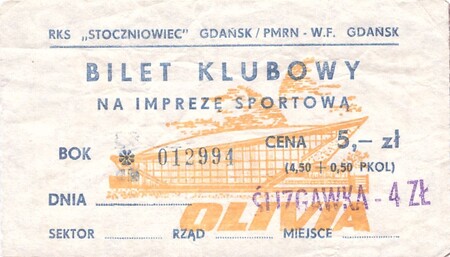 RKS „STOCZNIOWIEC" GDAŃSK/PMRN - W.F. GDAŃSK
BILET KLUBOWY
NA IMPREZĘ SPORTOWĄ
BOK 012994 CENA 5,— zł
(4,50 + 0,50 PKOL)
DNIA ŚLIZGAWKA - 4 ZŁ
OLIVIA
SEKTOR RZĄD MIEJSCE